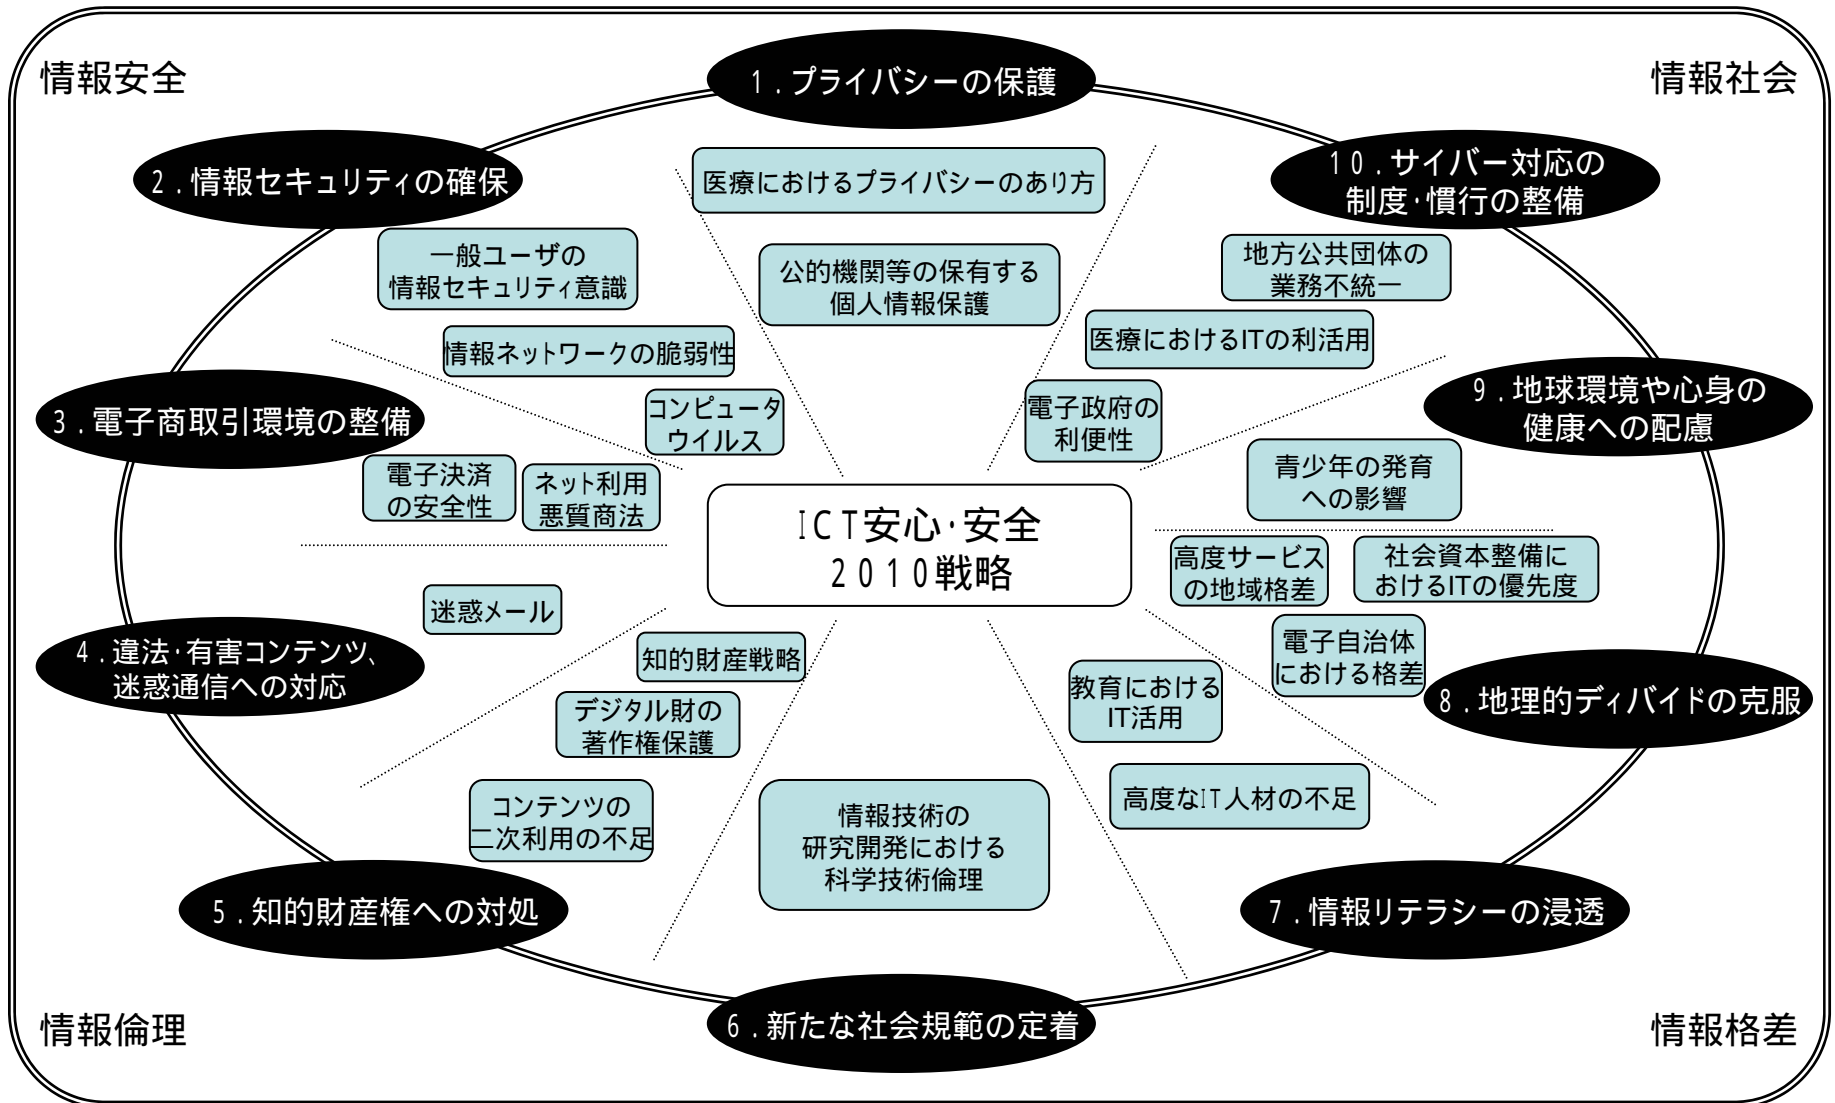 情報安全
情報社会
1.プライバシーの保護
2.情報セキュリティの確保
10.サイバー対応の
制度・慣行の整備
医療におけるプライバシーのあり方
公的機関等の保有する
個人情報保護
一般ユーザの
情報セキュリティ意識
情報ネットワークの脆弱性
コンピュータ
ウイルス
地方公共団体の
業務不統一
医療におけるITの利活用
電子政府の
利便性
3.電子商取引環境の整備
9.地球環境や心身の
健康への配慮
電子決済
の安全性
ネット利用
悪質商法
青少年の発育
への影響
ICT安心・安全
2010戦略
高度サービス
の地域格差
社会資本整備に
おけるITの優先度
電子自治体
における格差
迷惑メール
4.違法・有害コンテンツ、
迷惑通信への対応
8.地理的ディバイドの克服
知的財産戦略
デジタル財の
著作権保護
コンテンツの
二次利用の不足
教育における
IT活用
高度なIT人材の不足
情報技術の
研究開発における
科学技術倫理
5.知的財産権への対処
7.情報リテラシーの浸透
6.新たな社会規範の定着
情報倫理
情報格差